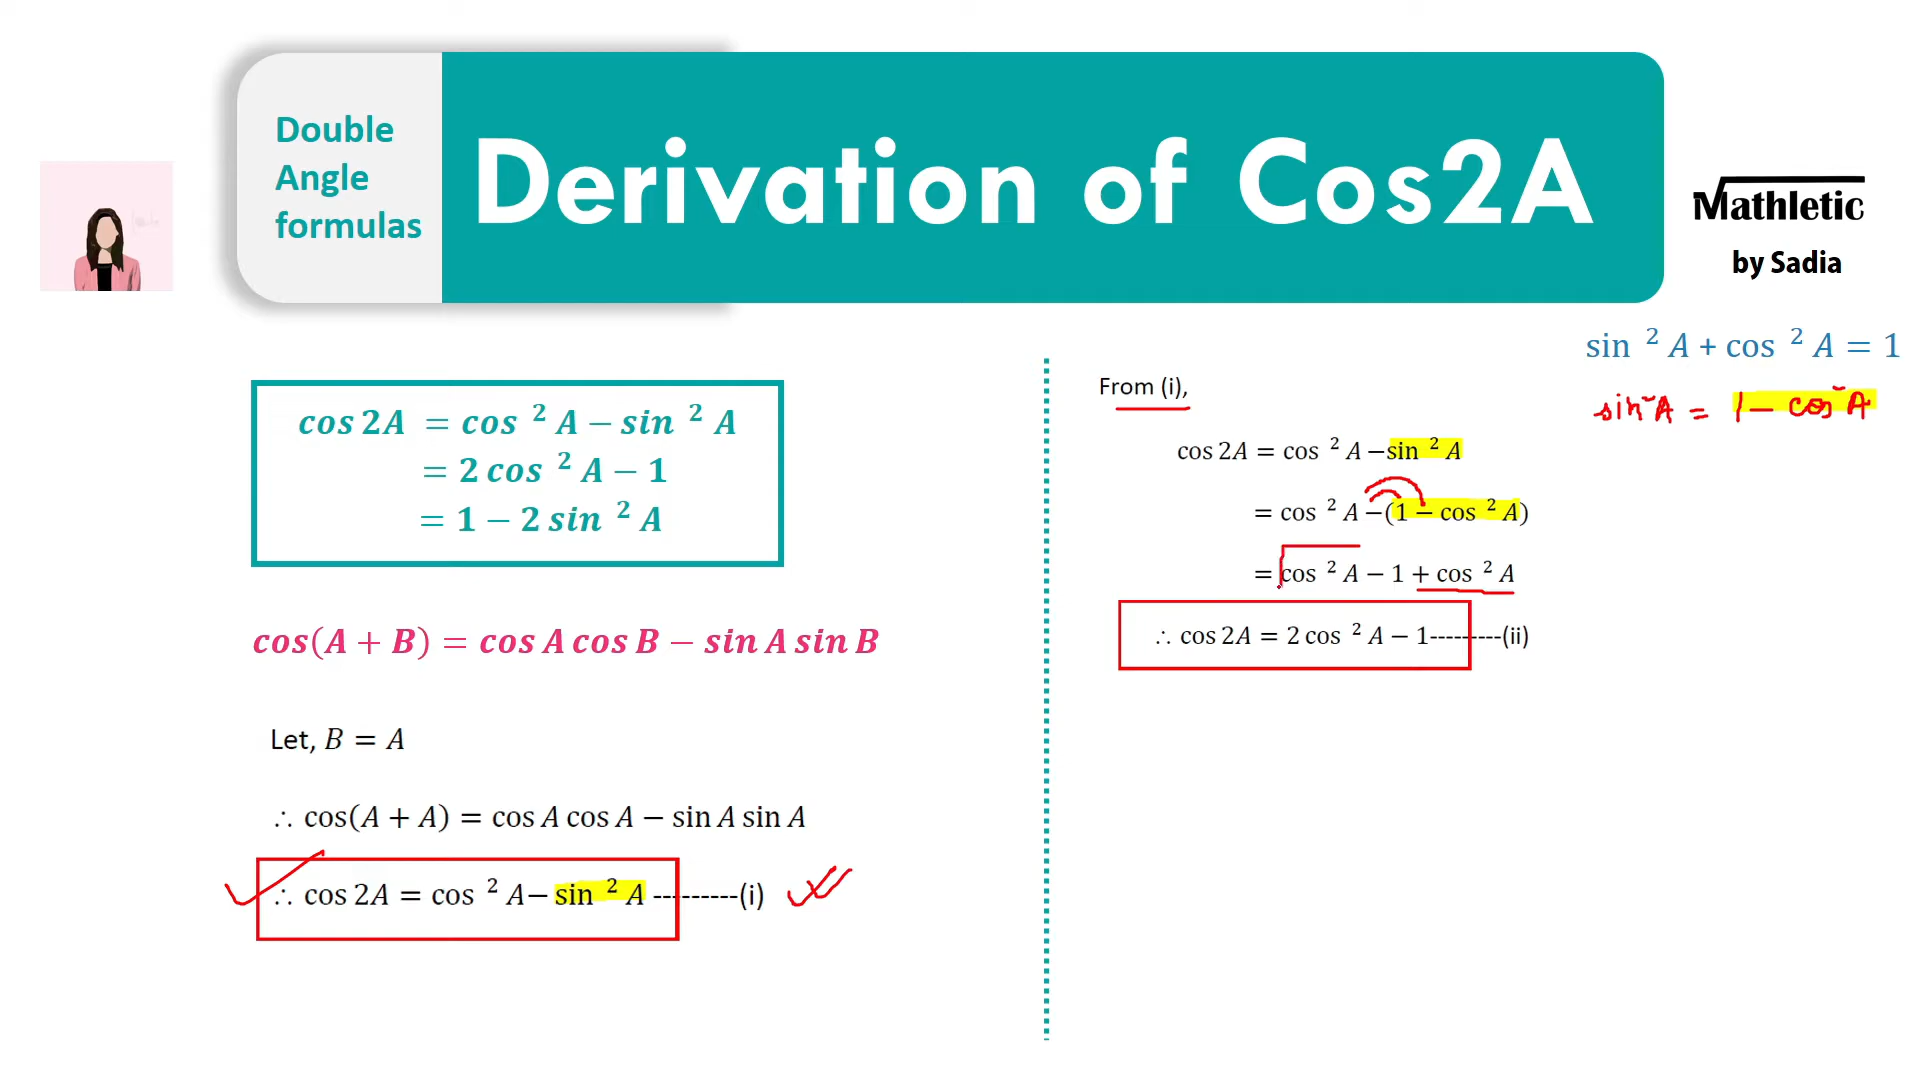 Double
Angle
formulas
Derivation of Cos2A
Mathletic
by Sadia
cos 2A = cos ² A − sin ² A
= 2 cos ² A − 1
= 1 − 2 sin ² A
cos(A + B) = cos A cos B − sin A sin B
Let, B = A
∴ cos(A + A) = cos A cos A − sin A sin A
∴ cos 2A = cos ² A− sin ² A ----------(i)
sin ² A + cos ² A = 1
sin²A = 1 − cos²A
From (i),
cos 2A = cos ² A −sin ² A
= cos ² A −(1 − cos ² A)
= cos ² A − 1 + cos ² A
∴ cos 2A = 2 cos ² A − 1---------(ii)